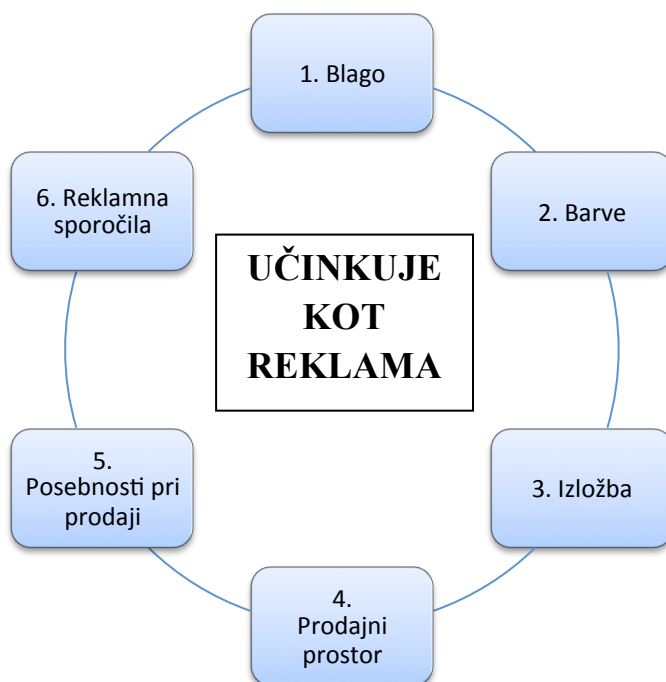 1. Blago
2. Barve
3. Izložba
4.
Prodajni
prostor
5.
Posebnosti pri
prodaji
6. Reklamna
sporočila
UČINKUJE
KOT
REKLAMA